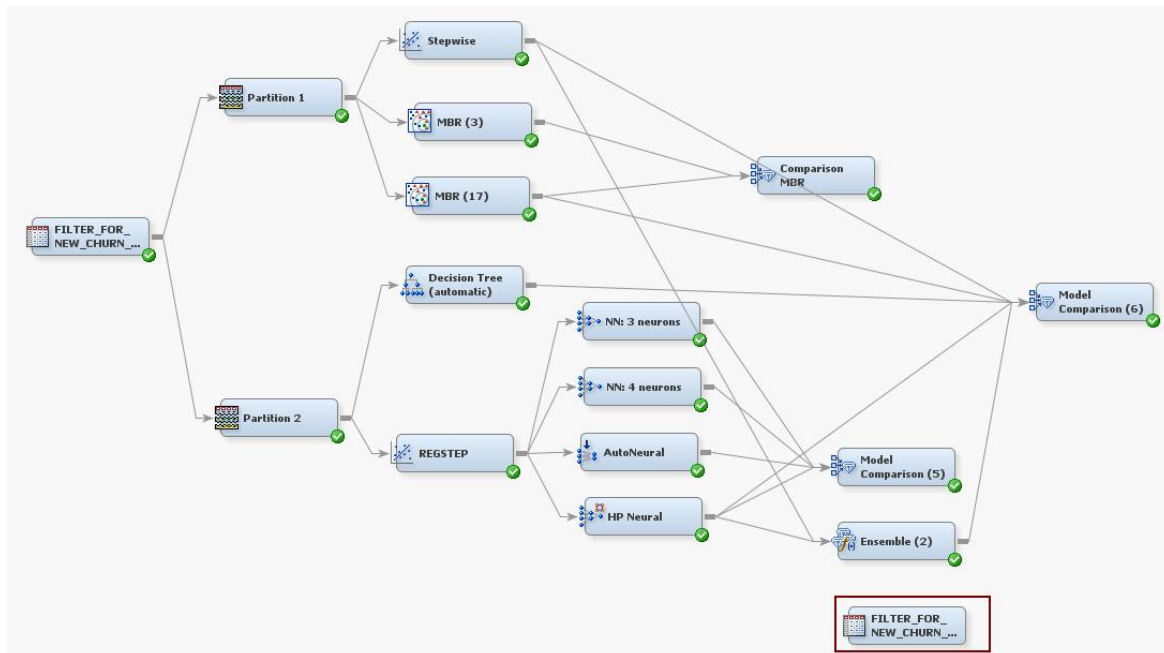 Stepwise
Partition 1
MBR (3)
Comparison
MBR
MBR (17)
FILTER_FOR_
NEW_CHURN_...
Decision Tree
(automatic)
Model
Comparison (6)
NN: 3 neurons
NN: 4 neurons
Partition 2
REGSTEP
AutoNeural
Model
Comparison (5)
HP Neural
Ensemble (2)
FILTER_FOR_
NEW_CHURN_...